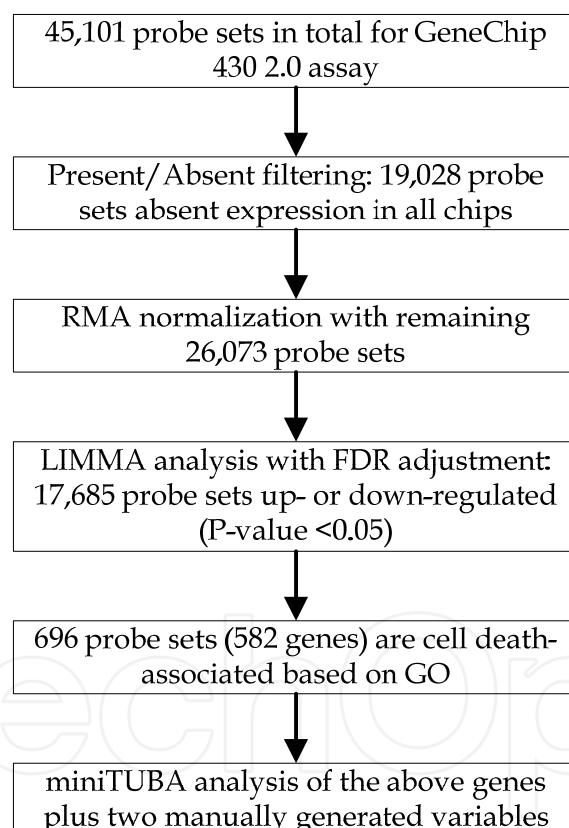 45,101 probe sets in total for GeneChip
430 2.0 assay
Present/Absent filtering: 19,028 probe
sets absent expression in all chips
RMA normalization with remaining
26,073 probe sets
LIMMA analysis with FDR adjustment:
17,685 probe sets up- or down-regulated
(P-value <0.05)
696 probe sets (582 genes) are cell death-
associated based on GO
miniTUBA analysis of the above genes
plus two manually generated variables